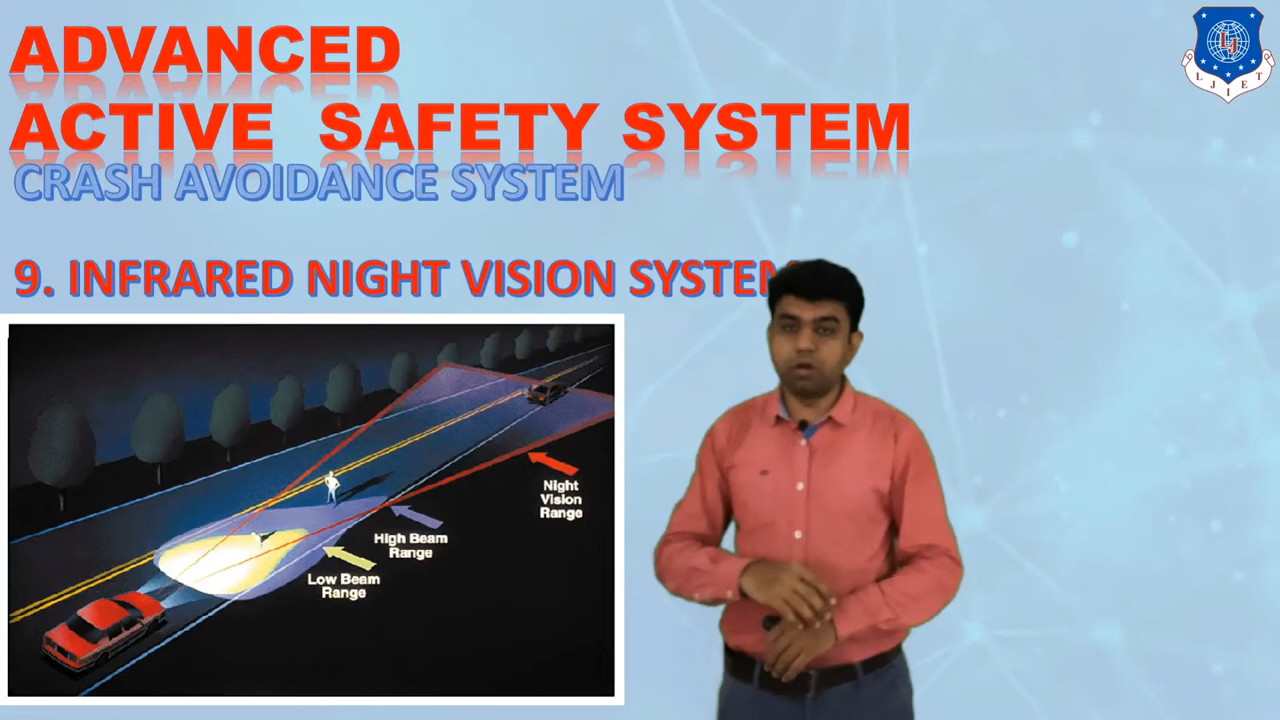 ADVANCED
ACTIVE SAFETY SYSTEM
CRASH AVOIDANCE SYSTEM
9. INFRARED NIGHT VISION SYSTEM
Night
Vision
Range
High Beam
Range
Low Beam
Range
LJ
L J I E T